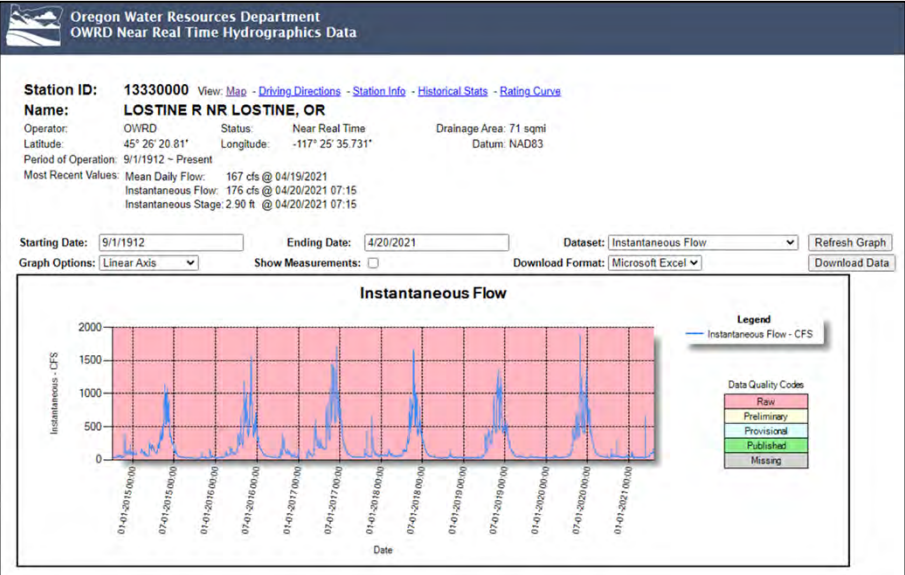 Oregon Water Resources Department
OWRD Near Real Time Hydrographics Data
Station ID: 13330000 View: Map - Driving Directions - Station Info - Historical Stats - Rating Curve
Name: LOSTINE R NR LOSTINE, OR
Operator: OWRD Status: Near Real Time Drainage Area: 71 sqmi
Latitude: 45° 26' 20.81" Longitude: -117° 25' 35.731" Datum: NAD83
Period of Operation: 9/1/1912 ~ Present
Most Recent Values: Mean Daily Flow: 167 cfs @ 04/19/2021
Instantaneous Flow: 176 cfs @ 04/20/2021 07:15
Instantaneous Stage: 2.90 ft @ 04/20/2021 07:15
Starting Date: 9/1/1912 Ending Date: 4/20/2021 Dataset: Instantaneous Flow Refresh Graph
Graph Options: Linear Axis Show Measurements: Download Format: Microsoft Excel Download Data
Instantaneous Flow
Legend
Instantaneous Flow - CFS
Data Quality Codes
Raw
Preliminary
Provisional
Published
Missing
Instantaneous - CFS
2000
1500
1000
500
0
01-01-2015 00:00
07-01-2015 00:00
01-01-2016 00:00
07-01-2016 00:00
01-01-2017 00:00
07-01-2017 00:00
01-01-2018 00:00
07-01-2018 00:00
01-01-2019 00:00
07-01-2019 00:00
01-01-2020 00:00
07-01-2020 00:00
01-01-2021 00:00
Date